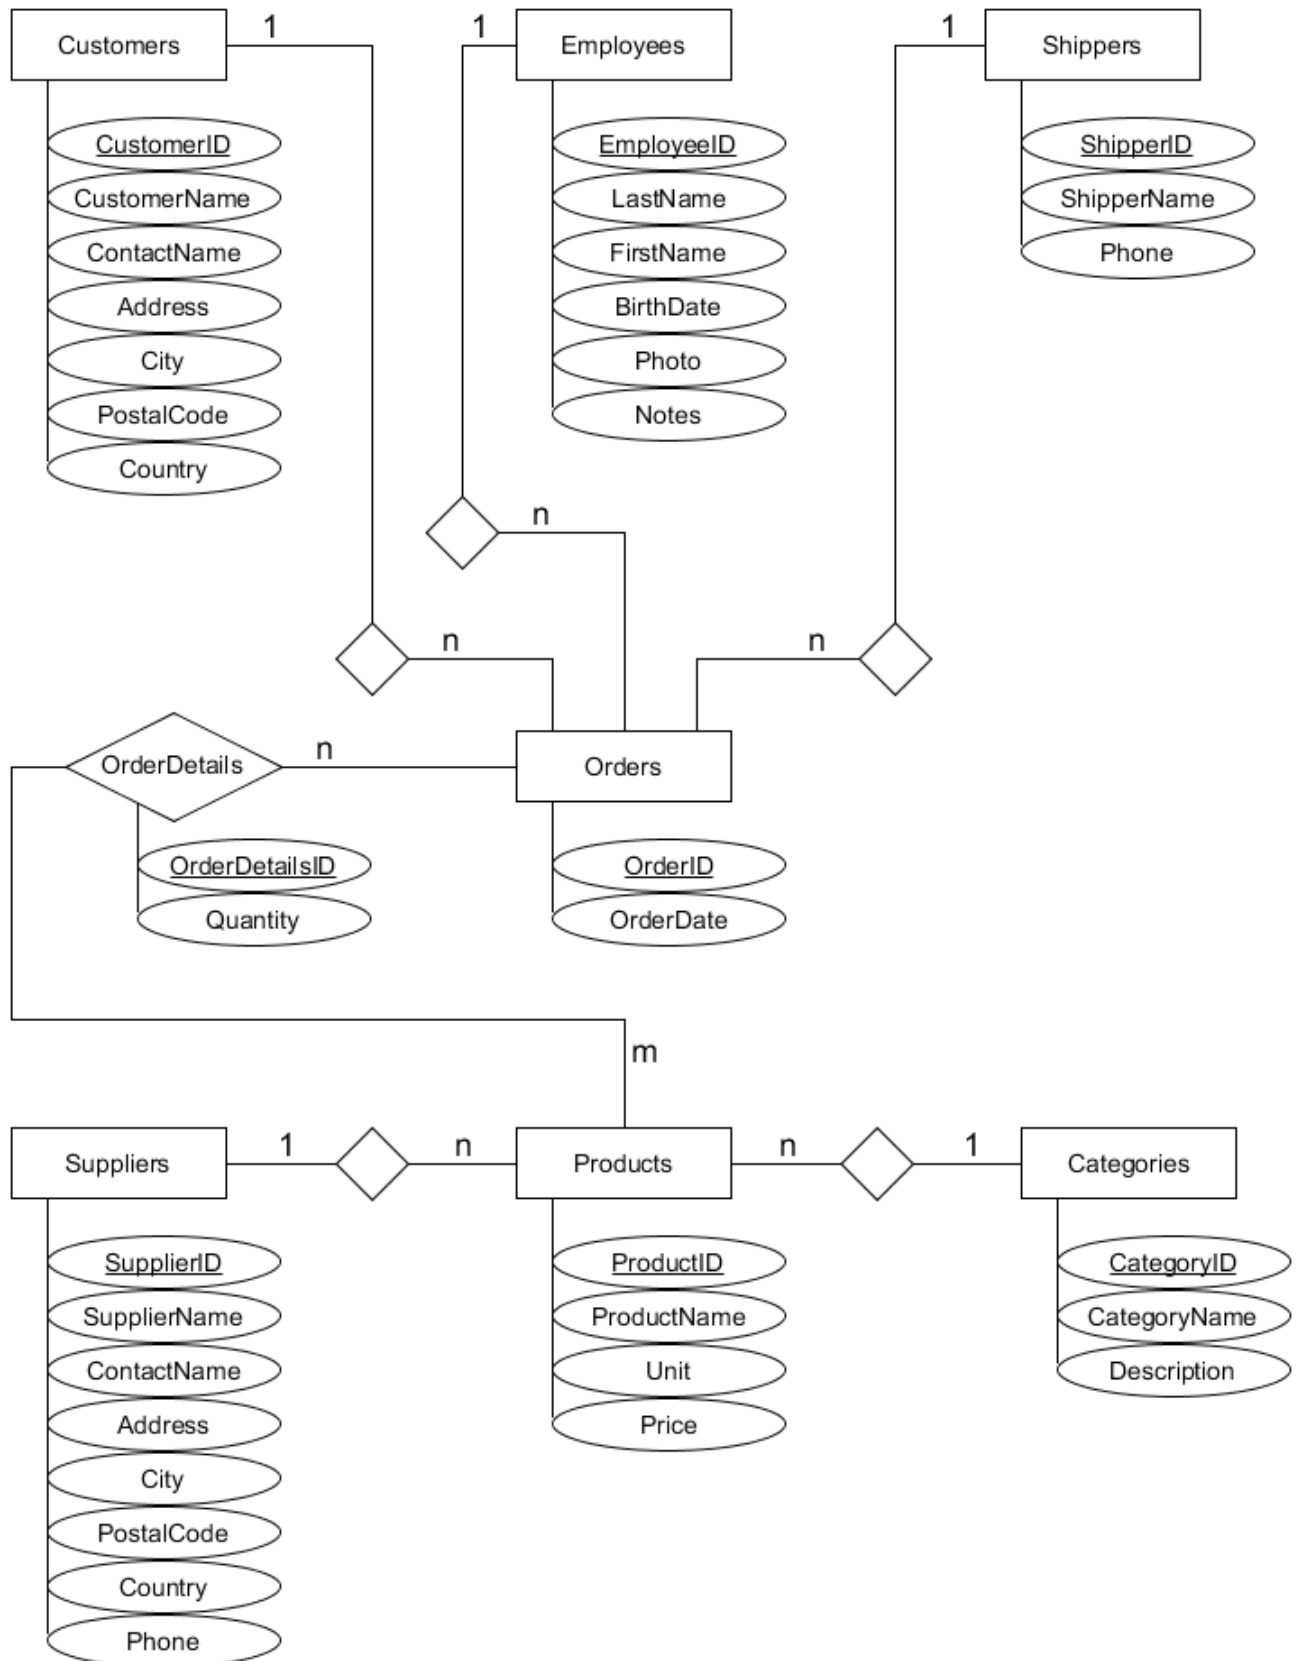 Customers
1
1
Employees
1
Shippers
CustomerID
CustomerName
ContactName
Address
City
PostalCode
Country
EmployeeID
LastName
FirstName
BirthDate
Photo
Notes
ShipperID
ShipperName
Phone
n
n
n
OrderDetails
n
Orders
OrderDetailsID
Quantity
OrderID
OrderDate
m
Suppliers
1
n
Products
n
1
Categories
SupplierID
SupplierName
ContactName
Address
City
PostalCode
Country
Phone
ProductID
ProductName
Unit
Price
CategoryID
CategoryName
Description